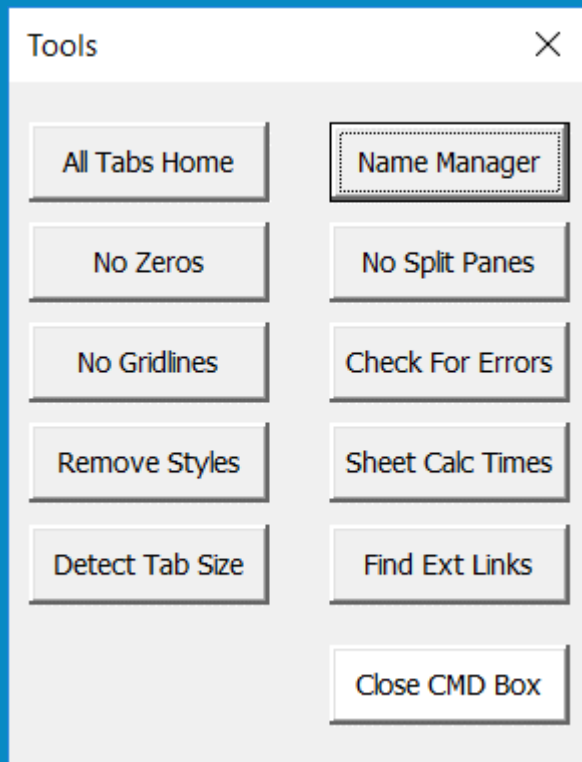 Tools
All Tabs Home
Name Manager
No Zeros
No Split Panes
No Gridlines
Check For Errors
Remove Styles
Sheet Calc Times
Detect Tab Size
Find Ext Links
Close CMD Box